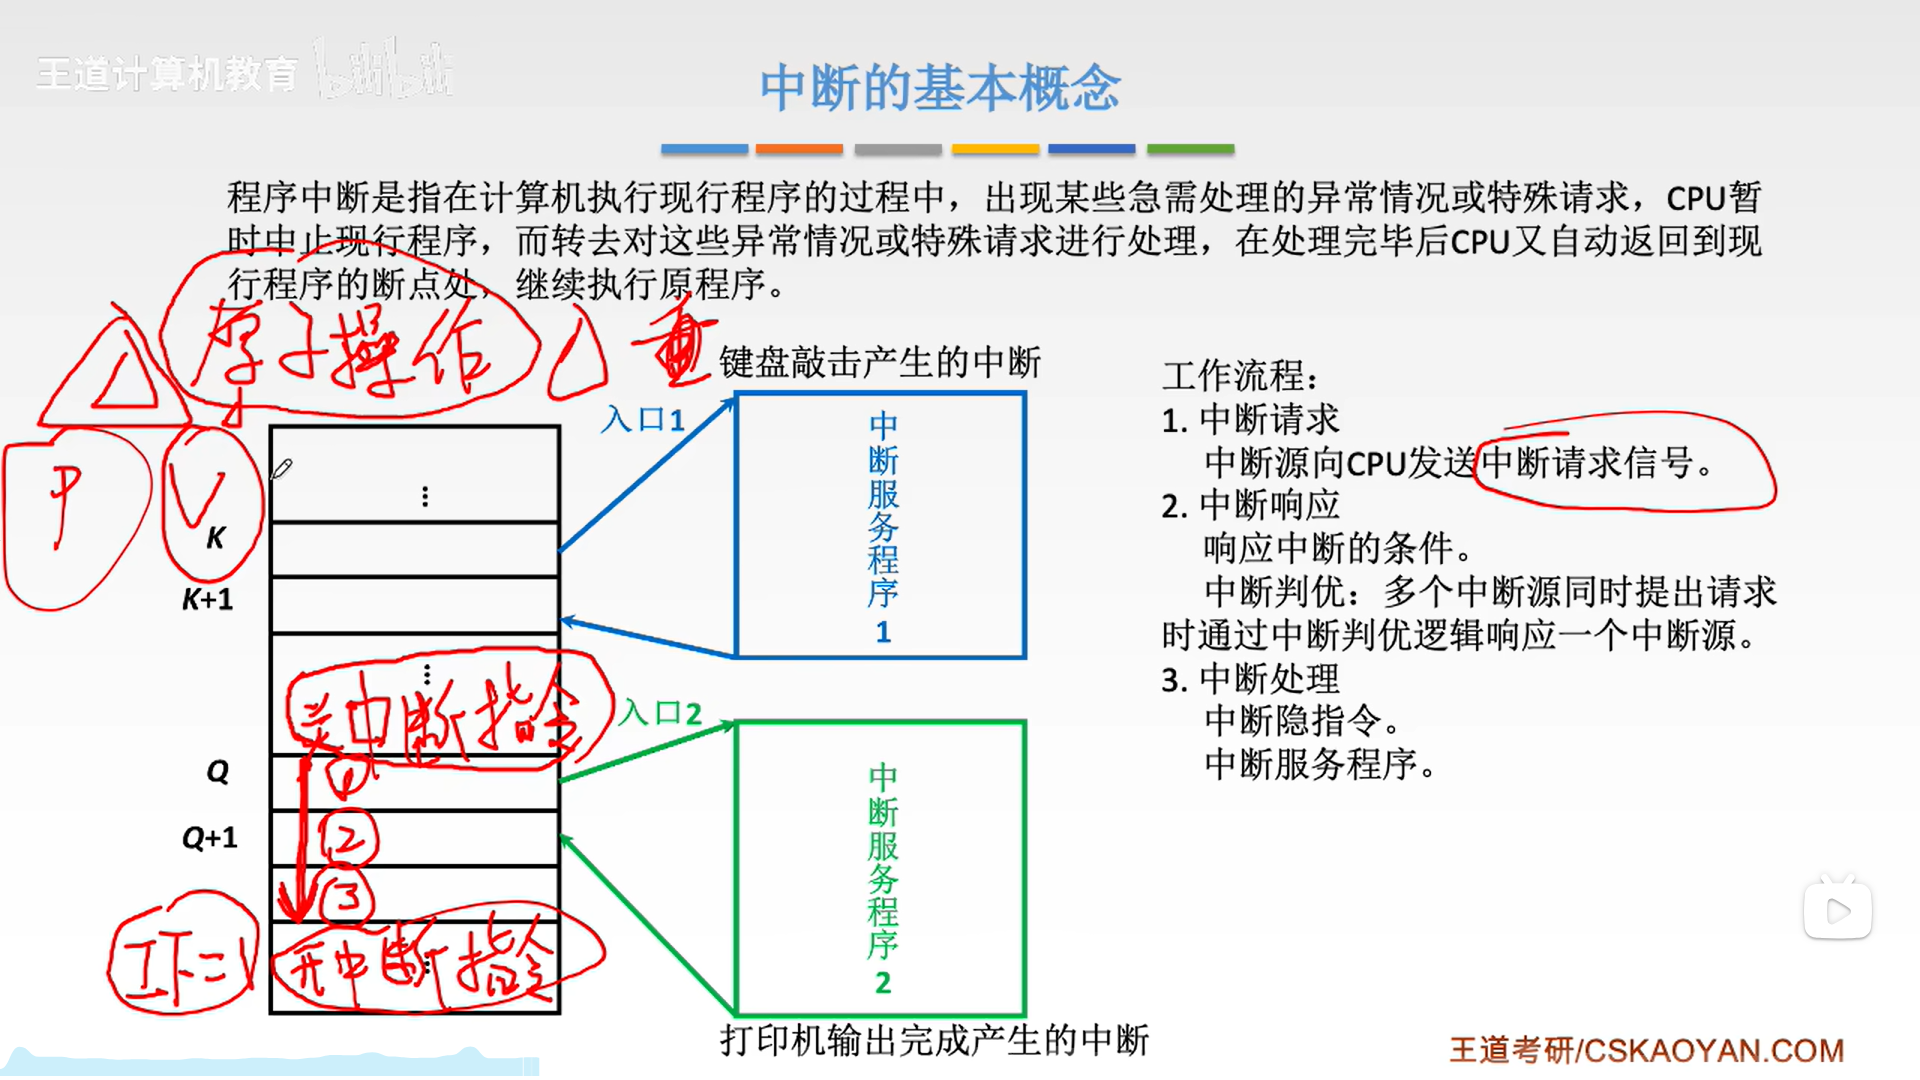 王道计算机教育 bilibili
中断的基本概念
程序中断是指在计算机执行现行程序的过程中，出现某些急需处理的异常情况或特殊请求，CPU暂
时中止现行程序，而转去对这些异常情况或特殊请求进行处理，在处理完毕后CPU又自动返回到现
行程序的断点处，继续执行原程序。
原子操作
重
P
V
K
K+1
⋮
⋮
关中断指令
Q
①
Q+1
②
③
IF=1
开中断指令
⋮
键盘敲击产生的中断
入口1
中断服务程序1
入口2
中断服务程序2
打印机输出完成产生的中断
工作流程：
1. 中断请求
中断源向CPU发送中断请求信号。
2. 中断响应
响应中断的条件。
中断判优：多个中断源同时提出请求
时通过中断判优逻辑响应一个中断源。
3. 中断处理
中断隐指令。
中断服务程序。
王道考研/CSKAOYAN.COM